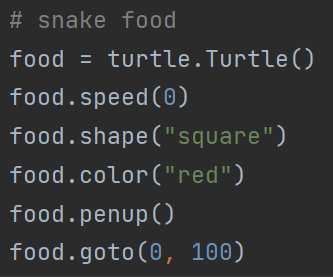 # snake food
food = turtle.Turtle()
food.speed(0)
food.shape("square")
food.color("red")
food.penup()
food.goto(0, 100)